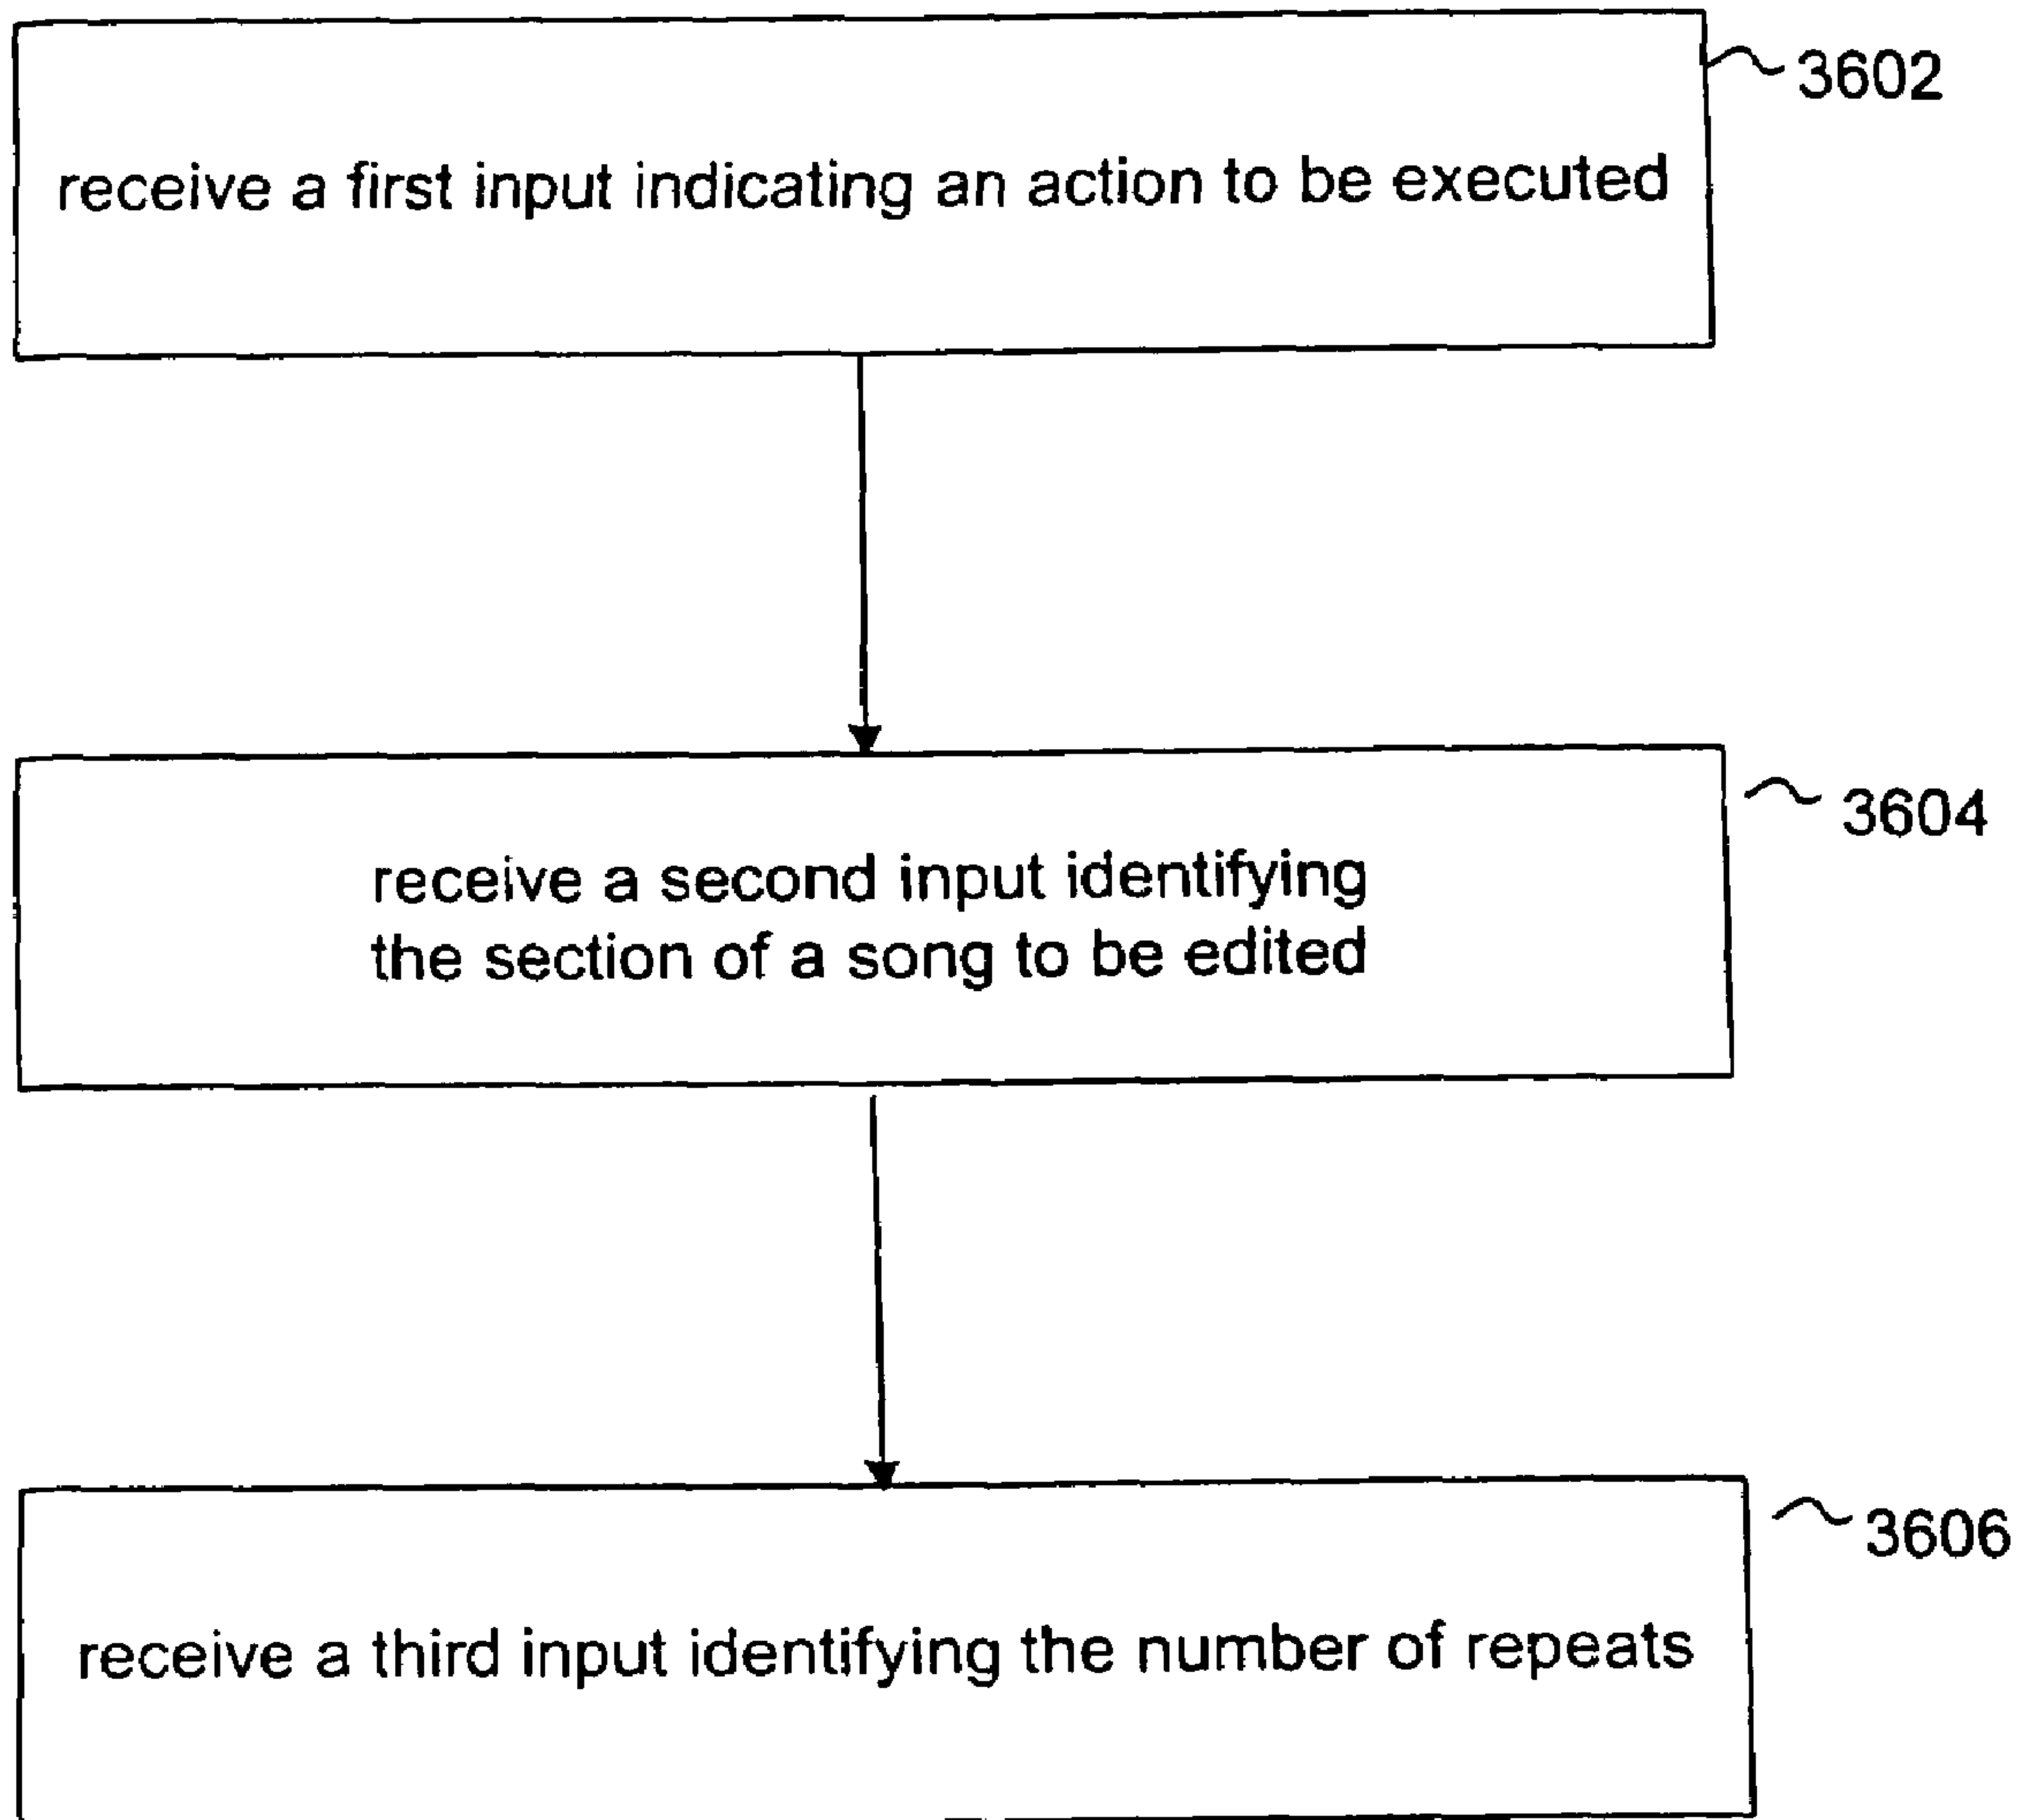 3602
receive a first input indicating an action to be executed
3604
receive a second input identifying
the section of a song to be edited
3606
receive a third input identifying the number of repeats